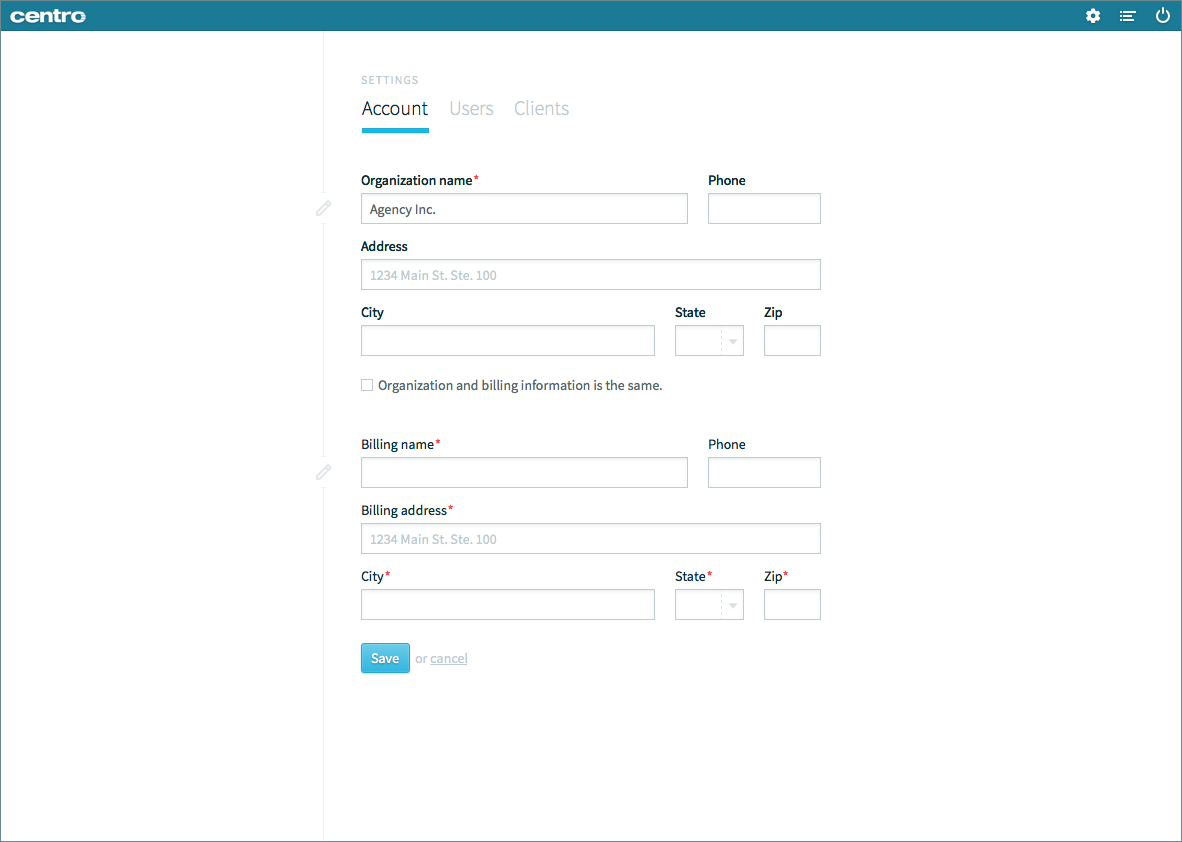 centro
SETTINGS
Account Users Clients
Organization name* Phone
Agency Inc.
Address
1234 Main St. Ste. 100
City State Zip
Organization and billing information is the same.
Billing name* Phone
Billing address*
1234 Main St. Ste. 100
City* State* Zip*
Save or cancel